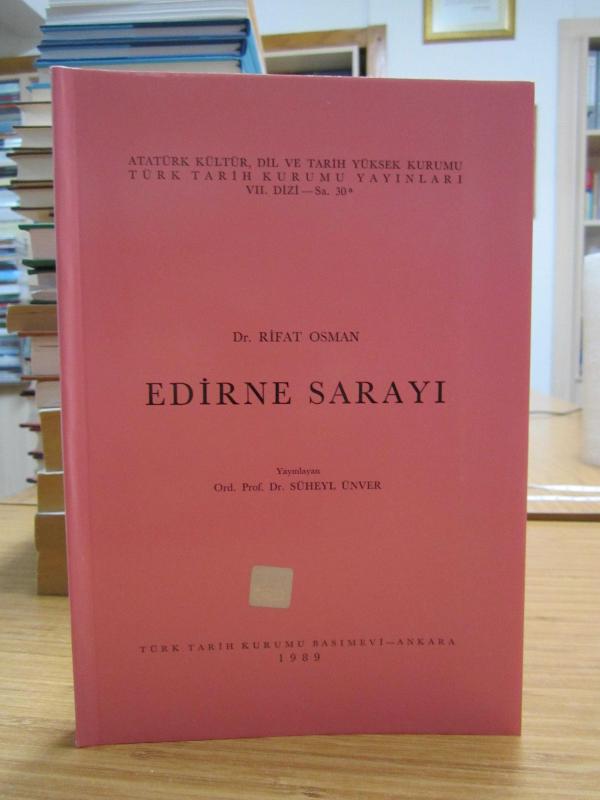 ATATÜRK KÜLTÜR, DİL VE TARİH YÜKSEK KURUMU
TÜRK TARİH KURUMU YAYINLARI
VII. DİZİ — Sa. 30ª
Dr. RİFAT OSMAN
EDİRNE SARAYI
Yayınlayan
Ord. Prof. Dr. SÜHEYL ÜNVER
TÜRK TARİH KURUMU BASIMEVİ — ANKARA
1989